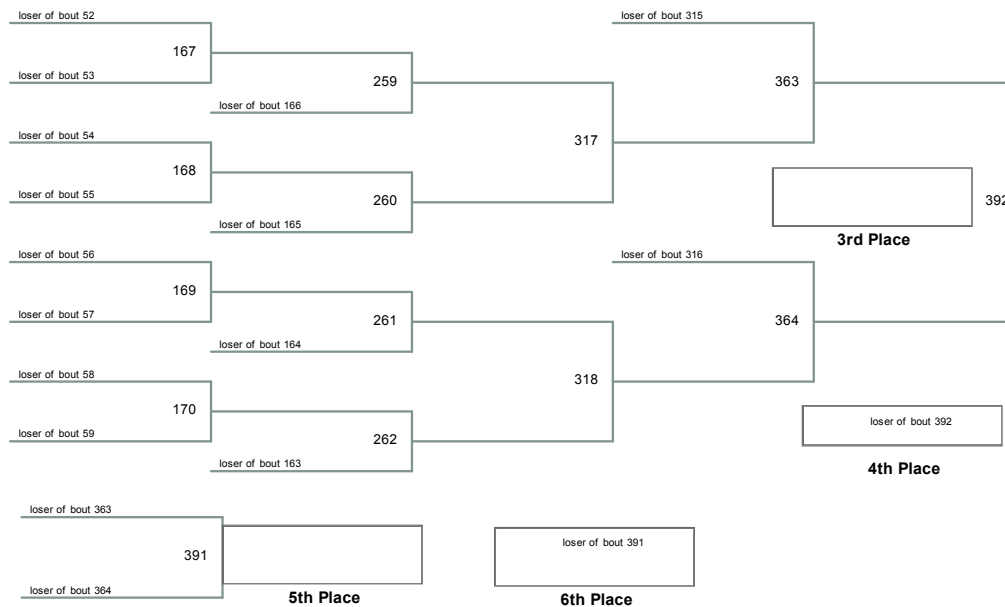 loser of bout 52
loser of bout 315
167
loser of bout 53
259
363
loser of bout 166
loser of bout 54
317
168
loser of bout 55
260
392
loser of bout 165
3rd Place
loser of bout 56
loser of bout 316
169
loser of bout 57
261
364
loser of bout 164
loser of bout 58
318
170
loser of bout 59
262
loser of bout 392
loser of bout 163
4th Place
loser of bout 363
391
loser of bout 391
loser of bout 364
5th Place
6th Place